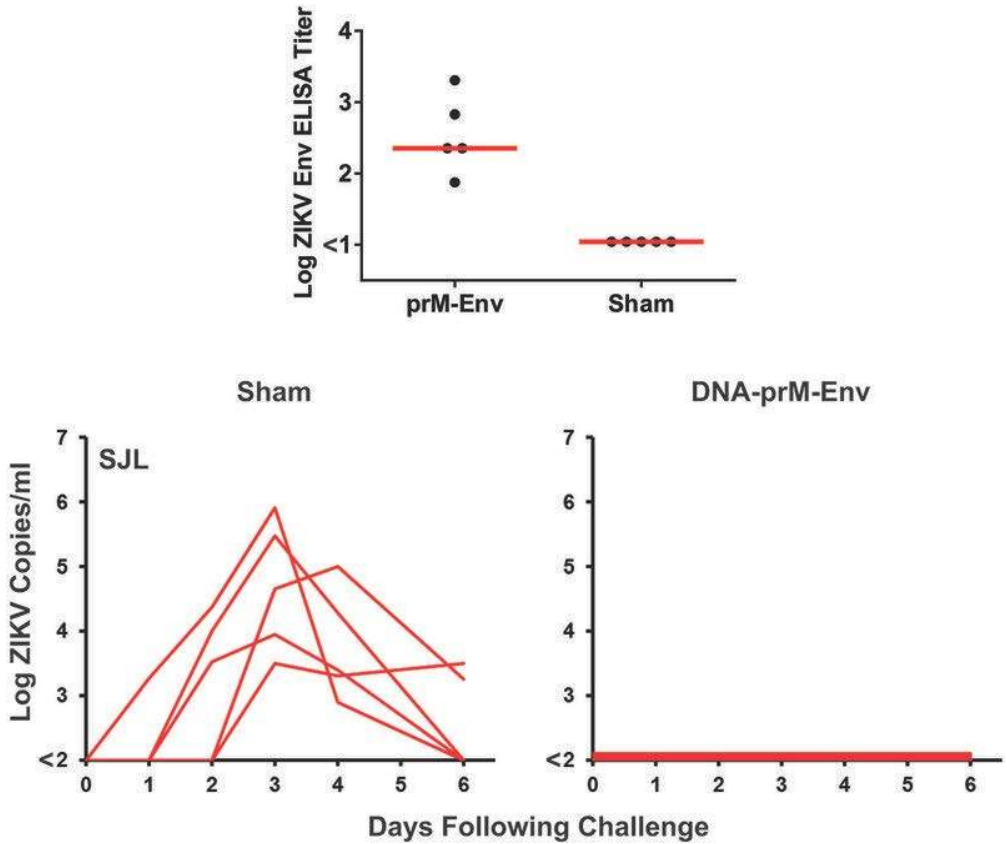 Log ZIKV Env ELISA Titer
4
3
2
<1
prM-Env Sham
Sham DNA-prM-Env
SJL
Log ZIKV Copies/ml
7
6
5
4
3
<2
0 1 2 3 4 5 6
7
6
5
4
3
<2
0 1 2 3 4 5 6
Days Following Challenge